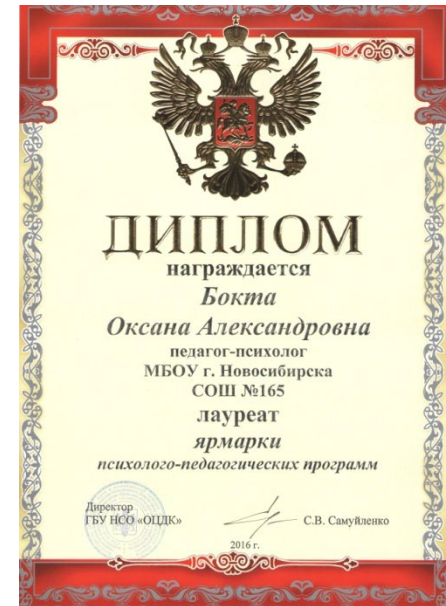 ДИПЛОМ
награждается
Бокта
Оксана Александровна
педагог-психолог
МБОУ г. Новосибирска
СОШ №165
лауреат
ярмарки
психолого-педагогических программ
Директор
ГБУ НСО «ОЦДК»
С.В. Самуйленко
2016 г.